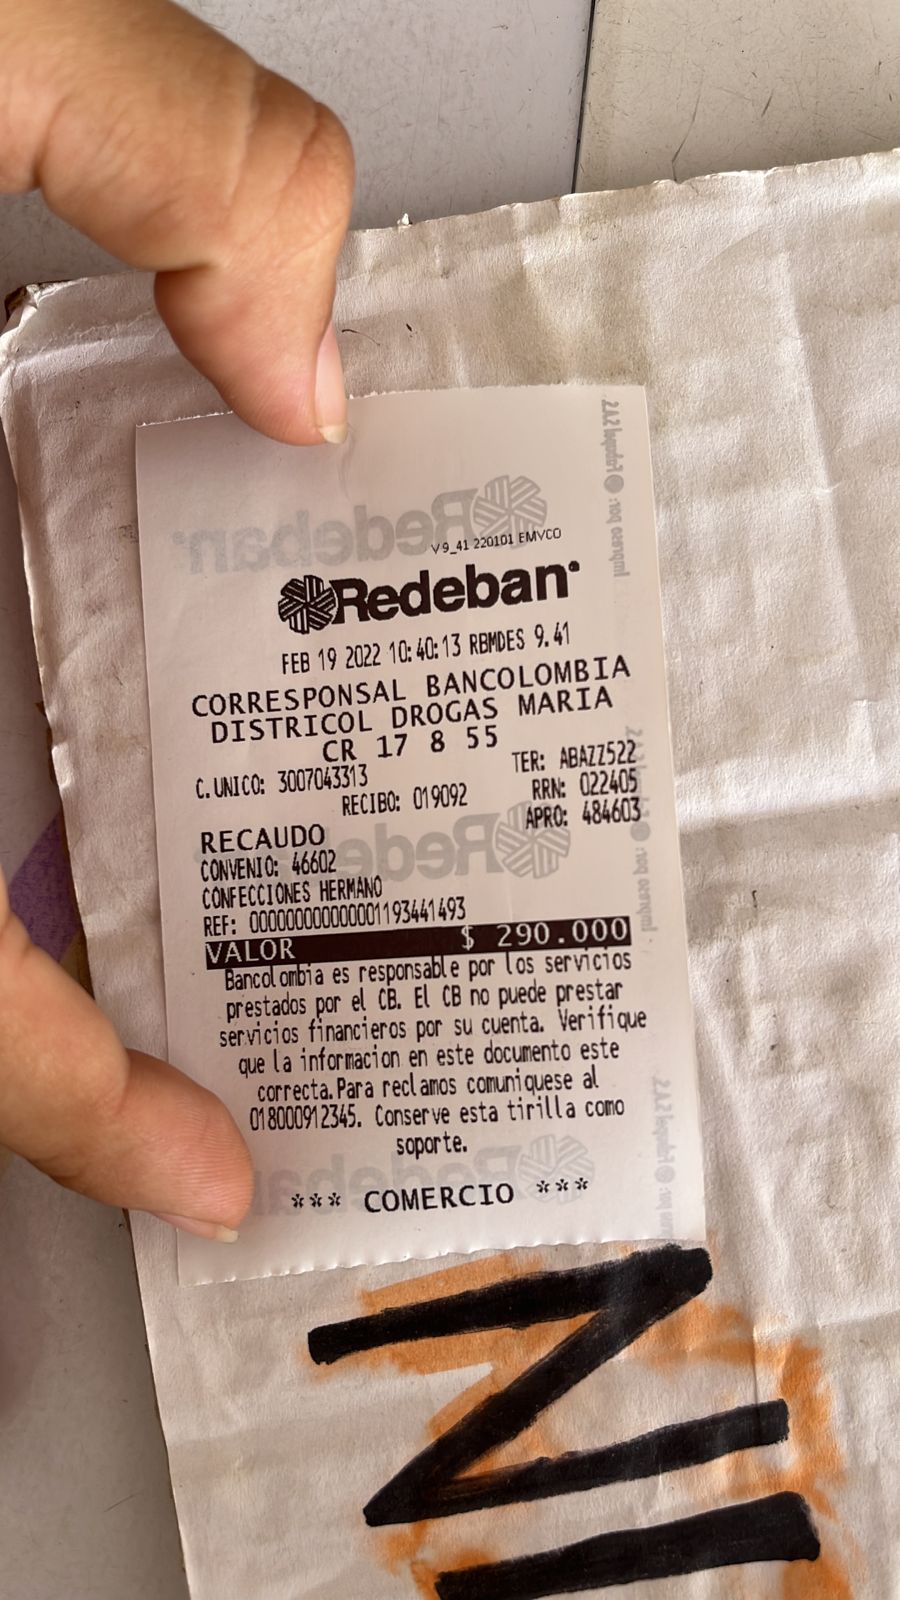 V9_41 220101 EMVCO
Redeban
FEB 19 2022 10:40:13 RBMDES 9.41
CORRESPONSAL BANCOLOMBIA
DISTRICOL DROGAS MARIA
CR 17 8 55
C.UNICO: 3007043313 TER: ABAZZ522
RECIBO: 019092 RRN: 022405
APRO: 484603
RECAUDO
CONVENIO: 46602
CONFECCIONES HERMANO
REF: 000000000000001193441493
VALOR $ 290.000
Bancolombia es responsable por los servicios
prestados por el CB. El CB no puede prestar
servicios financieros por su cuenta. Verifique
que la informacion en este documento este
correcta.Para reclamos comuniquese al
018000912345. Conserve esta tirilla como
soporte.
*** COMERCIO ***